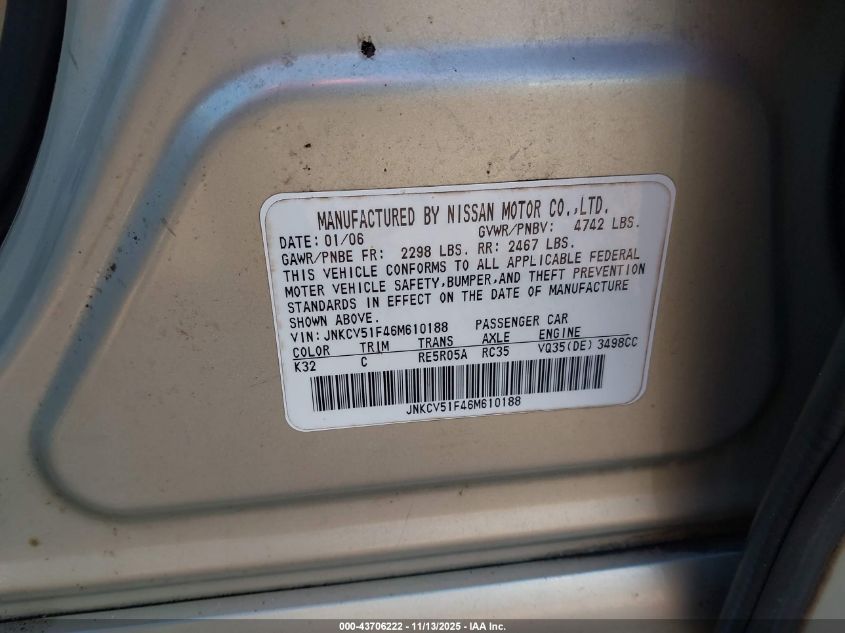 MANUFACTURED BY NISSAN MOTOR CO.,LTD.
DATE: 01/06 GVWR/PNBV: 4742 LBS.
GAWR/PNBE FR: 2298 LBS. RR: 2467 LBS.
THIS VEHICLE CONFORMS TO ALL APPLICABLE FEDERAL
MOTER VEHICLE SAFETY,BUMPER,AND THEFT PREVENTION
STANDARDS IN EFFECT ON THE DATE OF MANUFACTURE
SHOWN ABOVE.
VIN: JNKCV51F46M610188 PASSENGER CAR
COLOR TRIM TRANS AXLE ENGINE
K32 C RE5R05A RC35 VQ35(DE) 3498CC
JNKCV51F46M610188
000-43706222 - 11/13/2025 - IAA Inc.